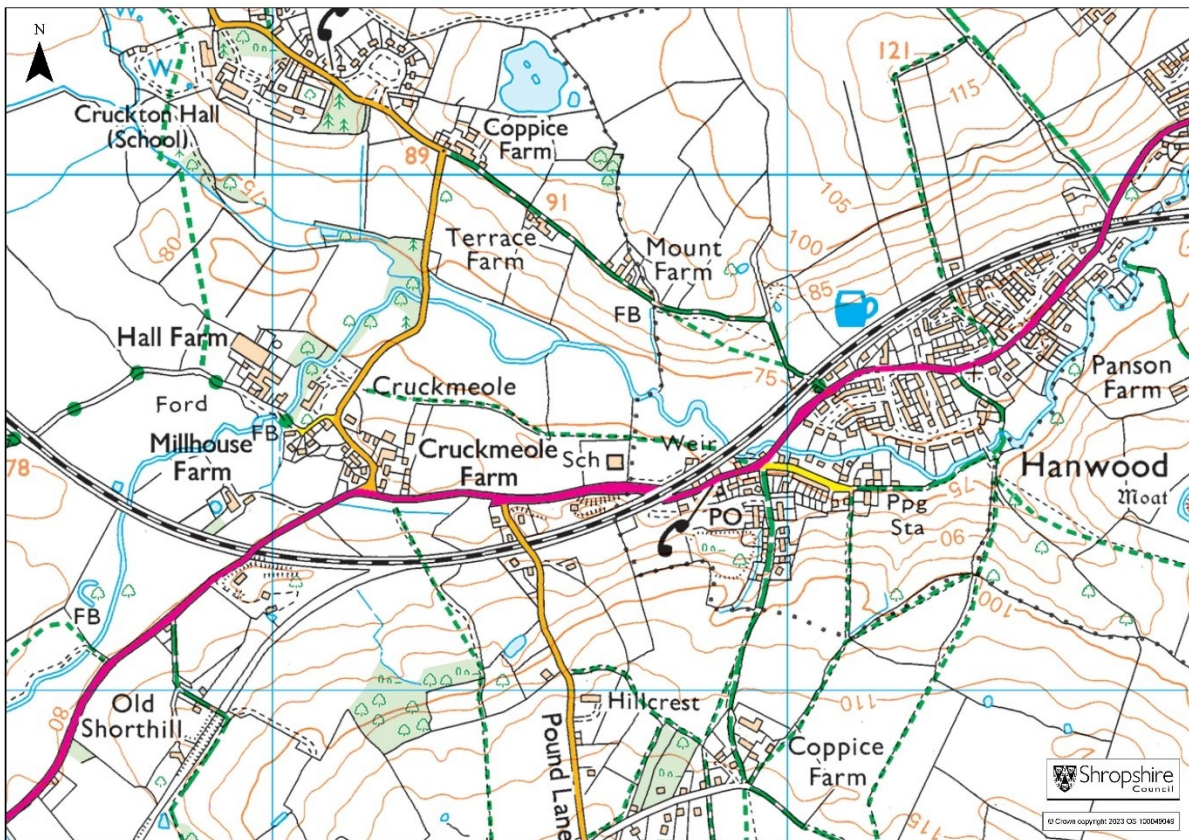 N
W
W
121
115
Cruckton Hall
(School)
Coppice
Farm
89
105
91
100
Terrace
Farm
Mount
Farm
80
85
FB
Hall Farm
75
Panson
Farm
Cruckmeole
Ford
FB
Millhouse
Farm
Cruckmeole
Farm
Weir
Sch
78
Hanwood
Moat
75
PO
Ppg
Sta
90
100
FB
Old
Shorthill
80
Hillcrest
110
Pound Lane
Coppice
Farm
115
Shropshire
Council
© Crown copyright 2023 OS 100049049